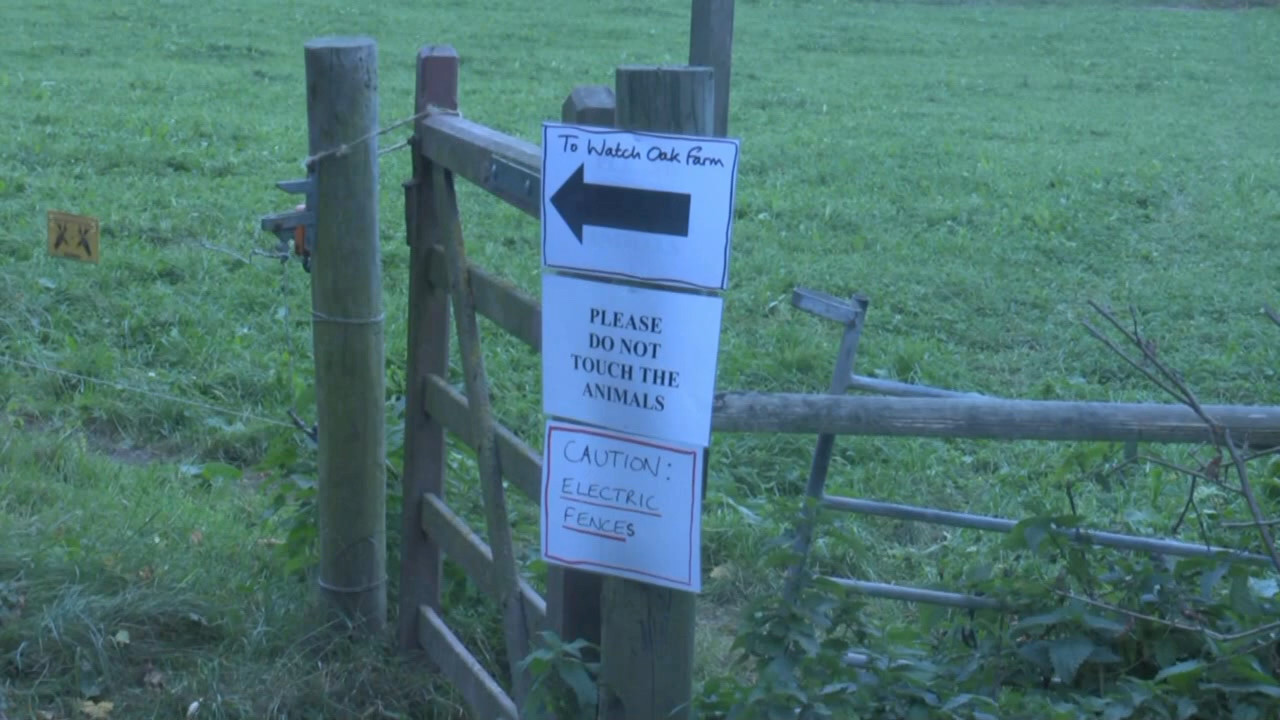 To Watch Oak Farm
PLEASE
DO NOT
TOUCH THE
ANIMALS
CAUTION:
ELECTRIC
FENCES